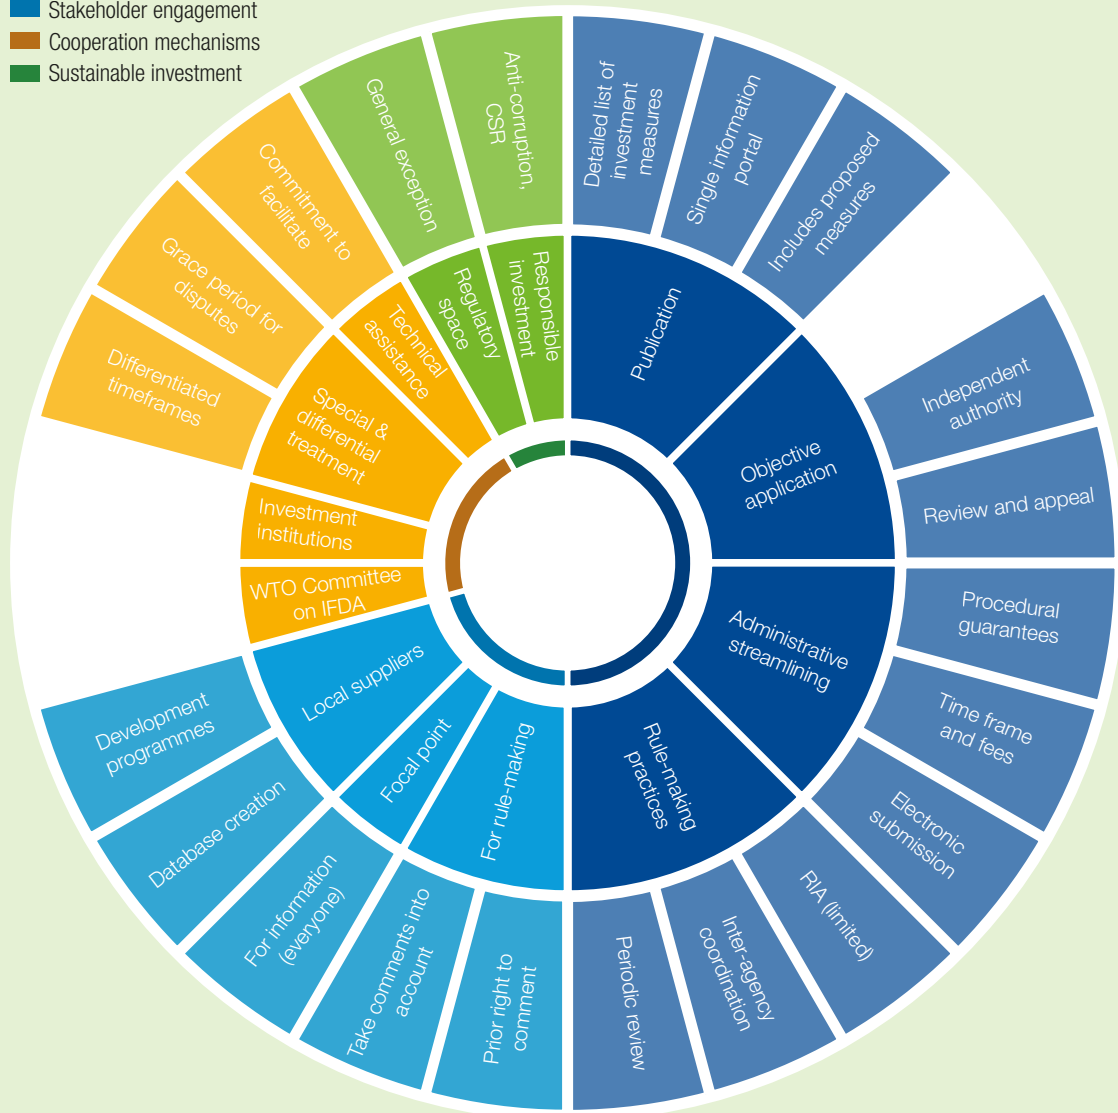 Stakeholder engagement
Cooperation mechanisms
Sustainable investment
Detailed list of
investment
measures
Single information
portal
Includes proposed
measures
Independent
authority
Review and appeal
Procedural
guarantees
Time frame
and fees
Electronic
submission
RIA (limited)
Inter-agency
coordination
Periodic review
Prior right to
comment
Take comments into
account
For information
(everyone)
Database creation
Development
programmes
Differentiated
timeframes
Grace period for
disputes
Commitment to
facilitate
General exception
Anti-corruption,
CSR
Publication
Objective
application
Administrative
streamlining
Rule-making
practices
For rule-making
Focal point
Local suppliers
WTO Committee
on IFDA
Investment
institutions
Special &
differential
treatment
Technical
assistance
Regulatory
space
Responsible
investment